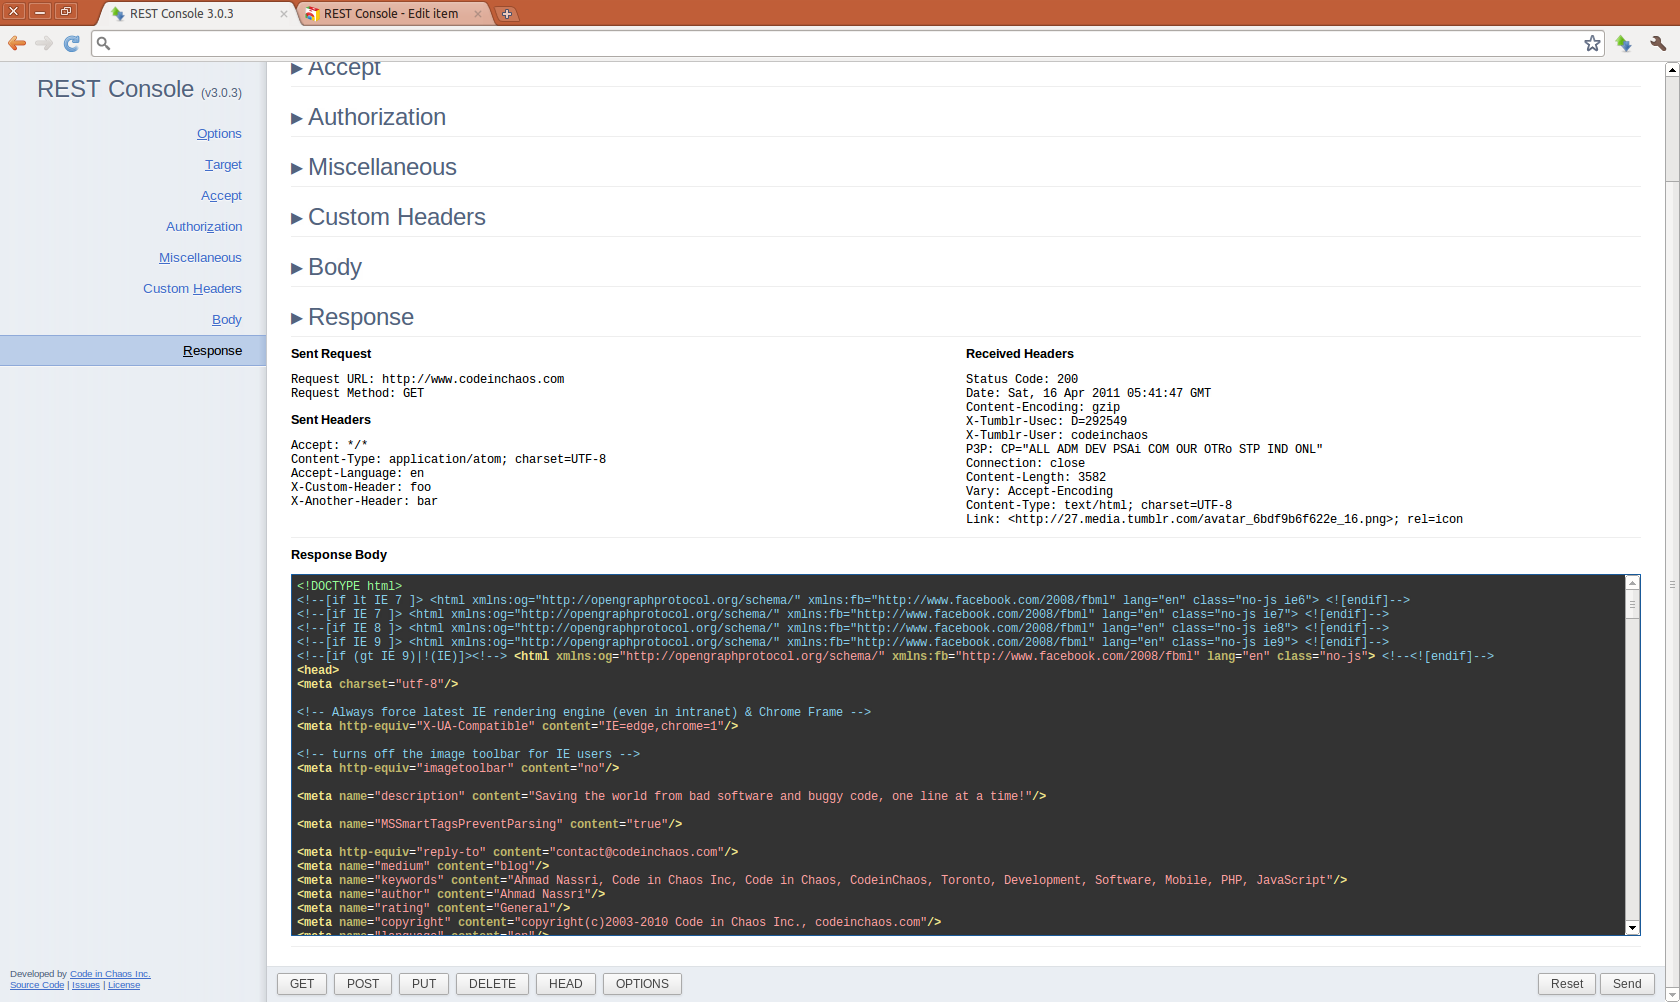 REST Console 3.0.3
REST Console - Edit item
REST Console (v3.0.3)
Options
Target
Accept
Authorization
Miscellaneous
Custom Headers
Body
Response
Accept
Authorization
Miscellaneous
Custom Headers
Body
Response
Sent Request
Request URL: http://www.codeinchaos.com
Request Method: GET
Sent Headers
Accept: */*
Content-Type: application/atom; charset=UTF-8
Accept-Language: en
X-Custom-Header: foo
X-Another-Header: bar
Received Headers
Status Code: 200
Date: Sat, 16 Apr 2011 05:41:47 GMT
Content-Encoding: gzip
X-Tumblr-Usec: D=292549
X-Tumblr-User: codeinchaos
P3P: CP="ALL ADM DEV PSAi COM OUR OTRo STP IND ONL"
Connection: close
Content-Length: 3582
Vary: Accept-Encoding
Content-Type: text/html; charset=UTF-8
Link: <http://27.media.tumblr.com/avatar_6bdf9b6f622e_16.png>; rel=icon
Response Body
<!DOCTYPE html>
<!--[if lt IE 7 ]> <html xmlns:og="http://opengraphprotocol.org/schema/" xmlns:fb="http://www.facebook.com/2008/fbml" lang="en" class="no-js ie6"> <![endif]-->
<!--[if IE 7 ]> <html xmlns:og="http://opengraphprotocol.org/schema/" xmlns:fb="http://www.facebook.com/2008/fbml" lang="en" class="no-js ie7"> <![endif]-->
<!--[if IE 8 ]> <html xmlns:og="http://opengraphprotocol.org/schema/" xmlns:fb="http://www.facebook.com/2008/fbml" lang="en" class="no-js ie8"> <![endif]-->
<!--[if IE 9 ]> <html xmlns:og="http://opengraphprotocol.org/schema/" xmlns:fb="http://www.facebook.com/2008/fbml" lang="en" class="no-js ie9"> <![endif]-->
<!--[if (gt IE 9)|!(IE)]><!--> <html xmlns:og="http://opengraphprotocol.org/schema/" xmlns:fb="http://www.facebook.com/2008/fbml" lang="en" class="no-js"> <!--<![endif]-->
<head>
<meta charset="utf-8"/>
<!-- Always force latest IE rendering engine (even in intranet) & Chrome Frame -->
<meta http-equiv="X-UA-Compatible" content="IE=edge,chrome=1"/>
<!-- turns off the image toolbar for IE users -->
<meta http-equiv="imagetoolbar" content="no"/>
<meta name="description" content="Saving the world from bad software and buggy code, one line at a time!"/>
<meta name="MSSmartTagsPreventParsing" content="true"/>
<meta http-equiv="reply-to" content="contact@codeinchaos.com"/>
<meta name="medium" content="blog"/>
<meta name="keywords" content="Ahmad Nassri, Code in Chaos Inc, Code in Chaos, CodeinChaos, Toronto, Development, Software, Mobile, PHP, JavaScript"/>
<meta name="author" content="Ahmad Nassri"/>
<meta name="rating" content="General"/>
<meta name="copyright" content="copyright(c)2003-2010 Code in Chaos Inc., codeinchaos.com"/>
<meta name="language" content="en"/>
Developed by Code in Chaos Inc.
Source Code | Issues | License
GET POST PUT DELETE HEAD OPTIONS Reset Send